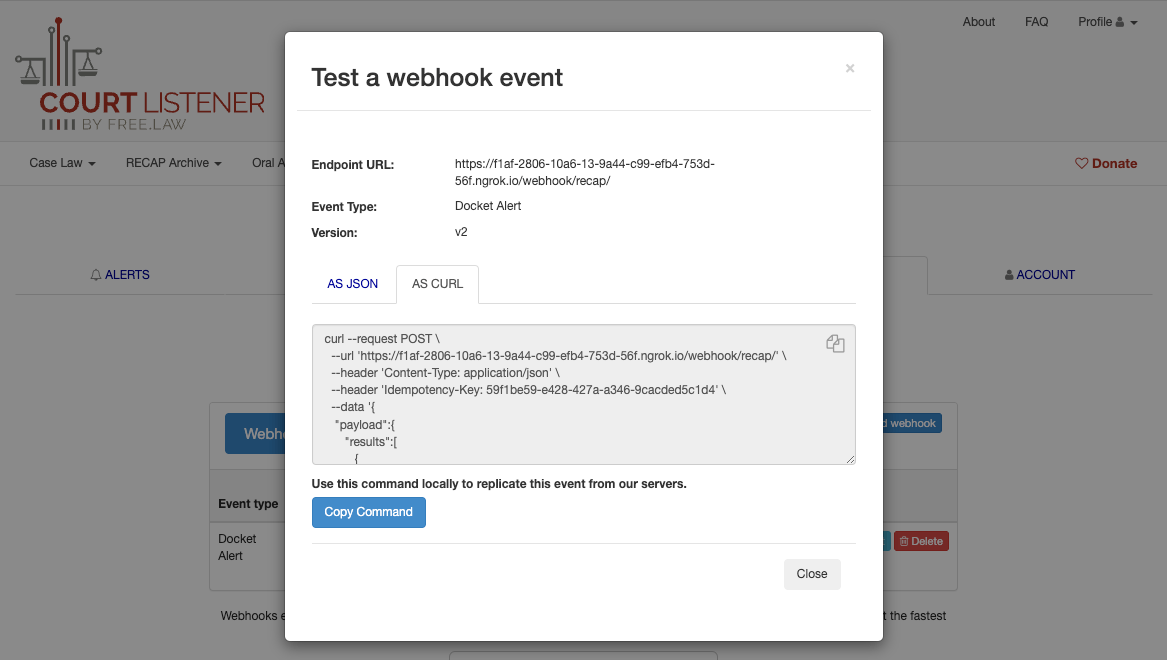 About FAQ Profile
COURT LISTENER
BY FREE.LAW
Case Law RECAP Archive Oral A Donate
ALERTS ACCOUNT
Webh d webhook
Event type
Docket Delete
Alert
Webhooks e t the fastest
Test a webhook event ×
Endpoint URL: https://f1af-2806-10a6-13-9a44-c99-efb4-753d-
56f.ngrok.io/webhook/recap/
Event Type: Docket Alert
Version: v2
AS JSON AS CURL
curl --request POST \
--url 'https://f1af-2806-10a6-13-9a44-c99-efb4-753d-56f.ngrok.io/webhook/recap/' \
--header 'Content-Type: application/json' \
--header 'Idempotency-Key: 59f1be59-e428-427a-a346-9cacded5c1d4' \
--data '{
"payload":{
"results":[
{
Use this command locally to replicate this event from our servers.
Copy Command
Close